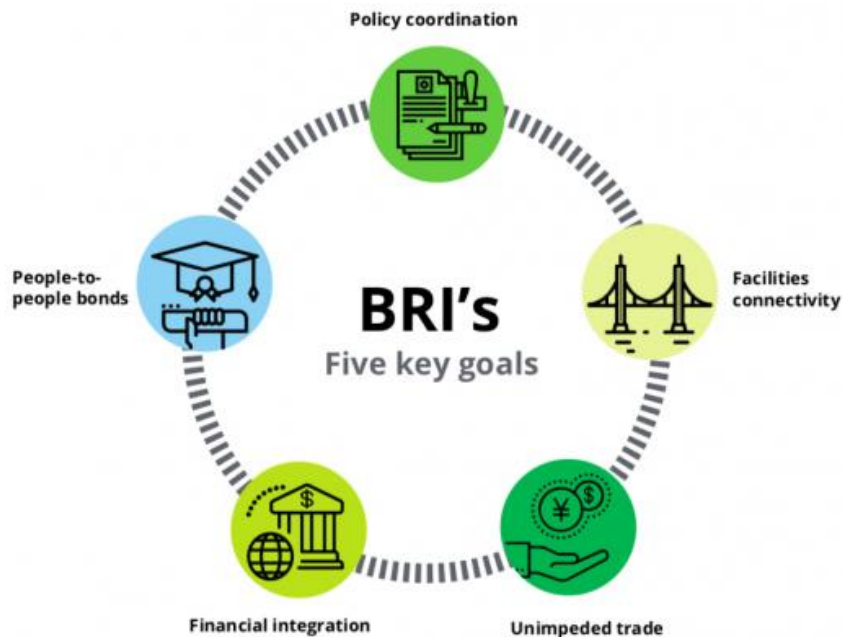 Policy coordination
People-to-
people bonds
Facilities
connectivity
BRI's
Five key goals
$
¥
$
Financial integration
Unimpeded trade